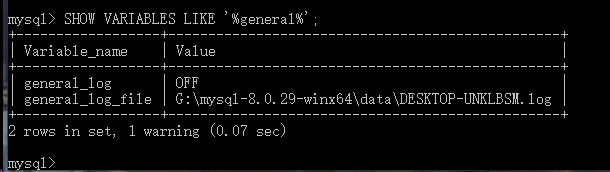 mysql> SHOW VARIABLES LIKE '%general%';
+------------------+------------------------------------------------+
| Variable_name | Value |
+------------------+------------------------------------------------+
| general_log | OFF |
| general_log_file | G:\mysql-8.0.29-winx64\data\DESKTOP-UNKLBSM.log |
+------------------+------------------------------------------------+
2 rows in set, 1 warning (0.07 sec)
mysql>